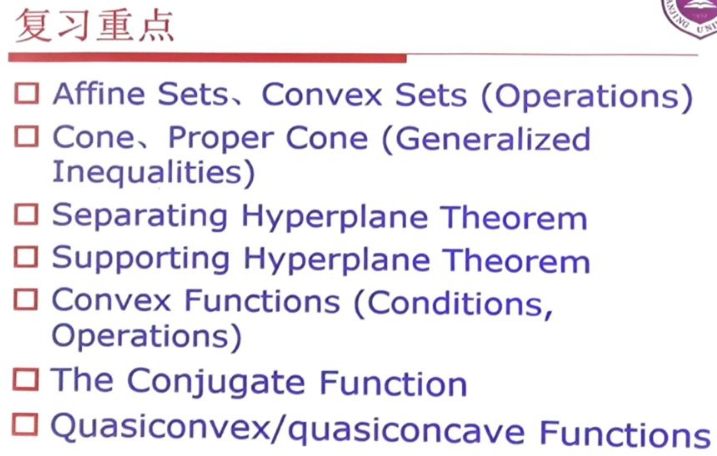 复习重点
Affine Sets、Convex Sets (Operations)
Cone、Proper Cone (Generalized
Inequalities)
Separating Hyperplane Theorem
Supporting Hyperplane Theorem
Convex Functions (Conditions,
Operations)
The Conjugate Function
Quasiconvex/quasiconcave Functions